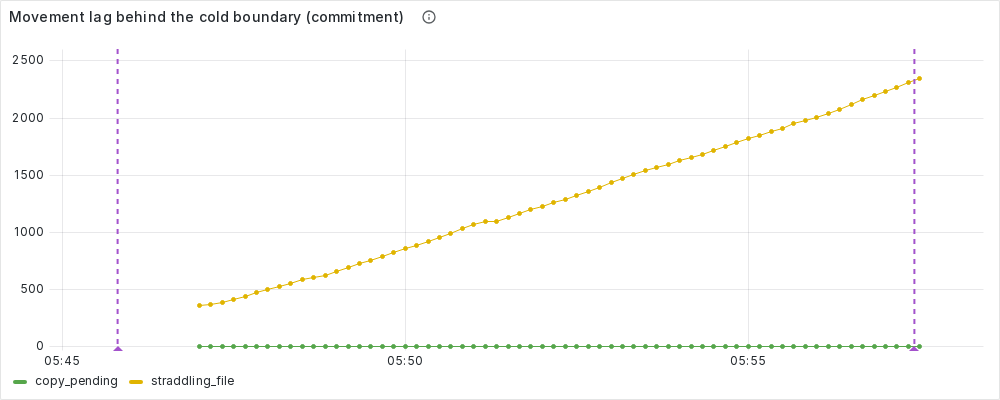 Movement lag behind the cold boundary (commitment)
2500
2000
1500
1000
500
0
05:45 05:50 05:55
copy_pending straddling_file